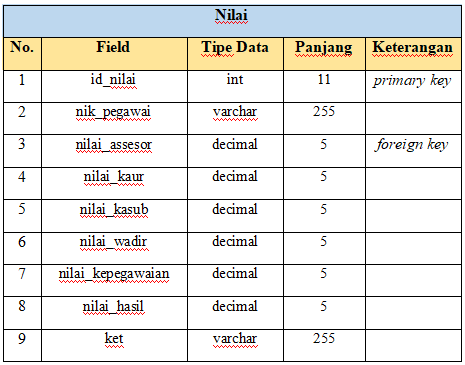 Nilai
No. Field Tipe Data Panjang Keterangan
1 id_nilai int 11 primary key
2 nik_pegawai varchar 255
3 nilai_assesor decimal 5 foreign key
4 nilai_kaur decimal 5
5 nilai_kasub decimal 5
6 nilai_wadir decimal 5
7 nilai_kepegawaian decimal 5
8 nilai_hasil decimal 5
9 ket varchar 255